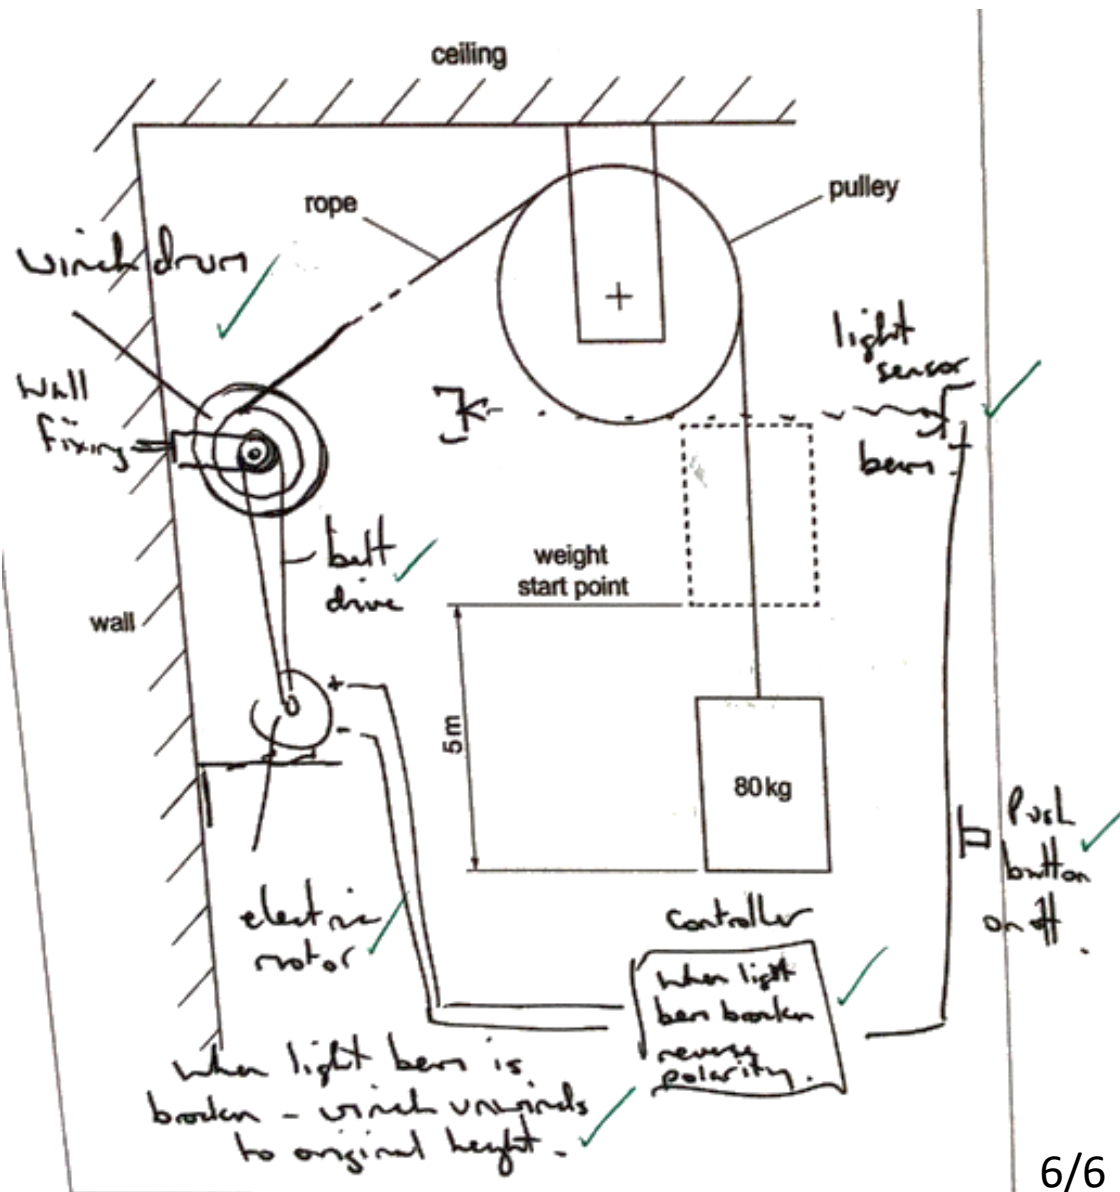 ceiling
rope
pulley
winch drum
light
sensor
wall
fixing
beam
belt
drive
weight
start point
wall
+
-
5m
80kg
Push
button
on
electric
motor
controller
when light
beam broken
reverse
polarity.
when light beam is
broken - winch unwinds
to original height.
6/6